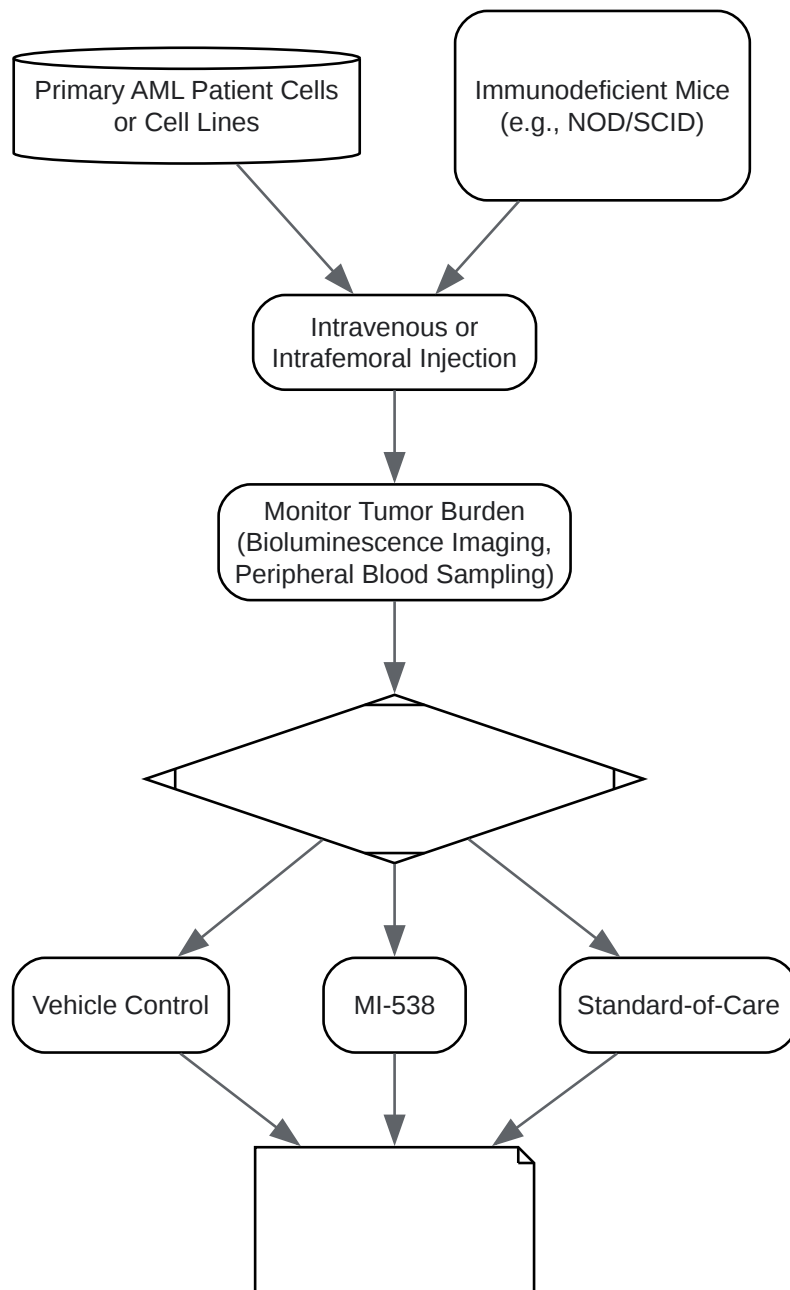 Primary AML Patient Cells
or Cell Lines
Immunodeficient Mice
(e.g., NOD/SCID)
Intravenous or
Intrafemoral Injection
Monitor Tumor Burden
(Bioluminescence Imaging,
Peripheral Blood Sampling)
Vehicle Control
MI-538
Standard-of-Care